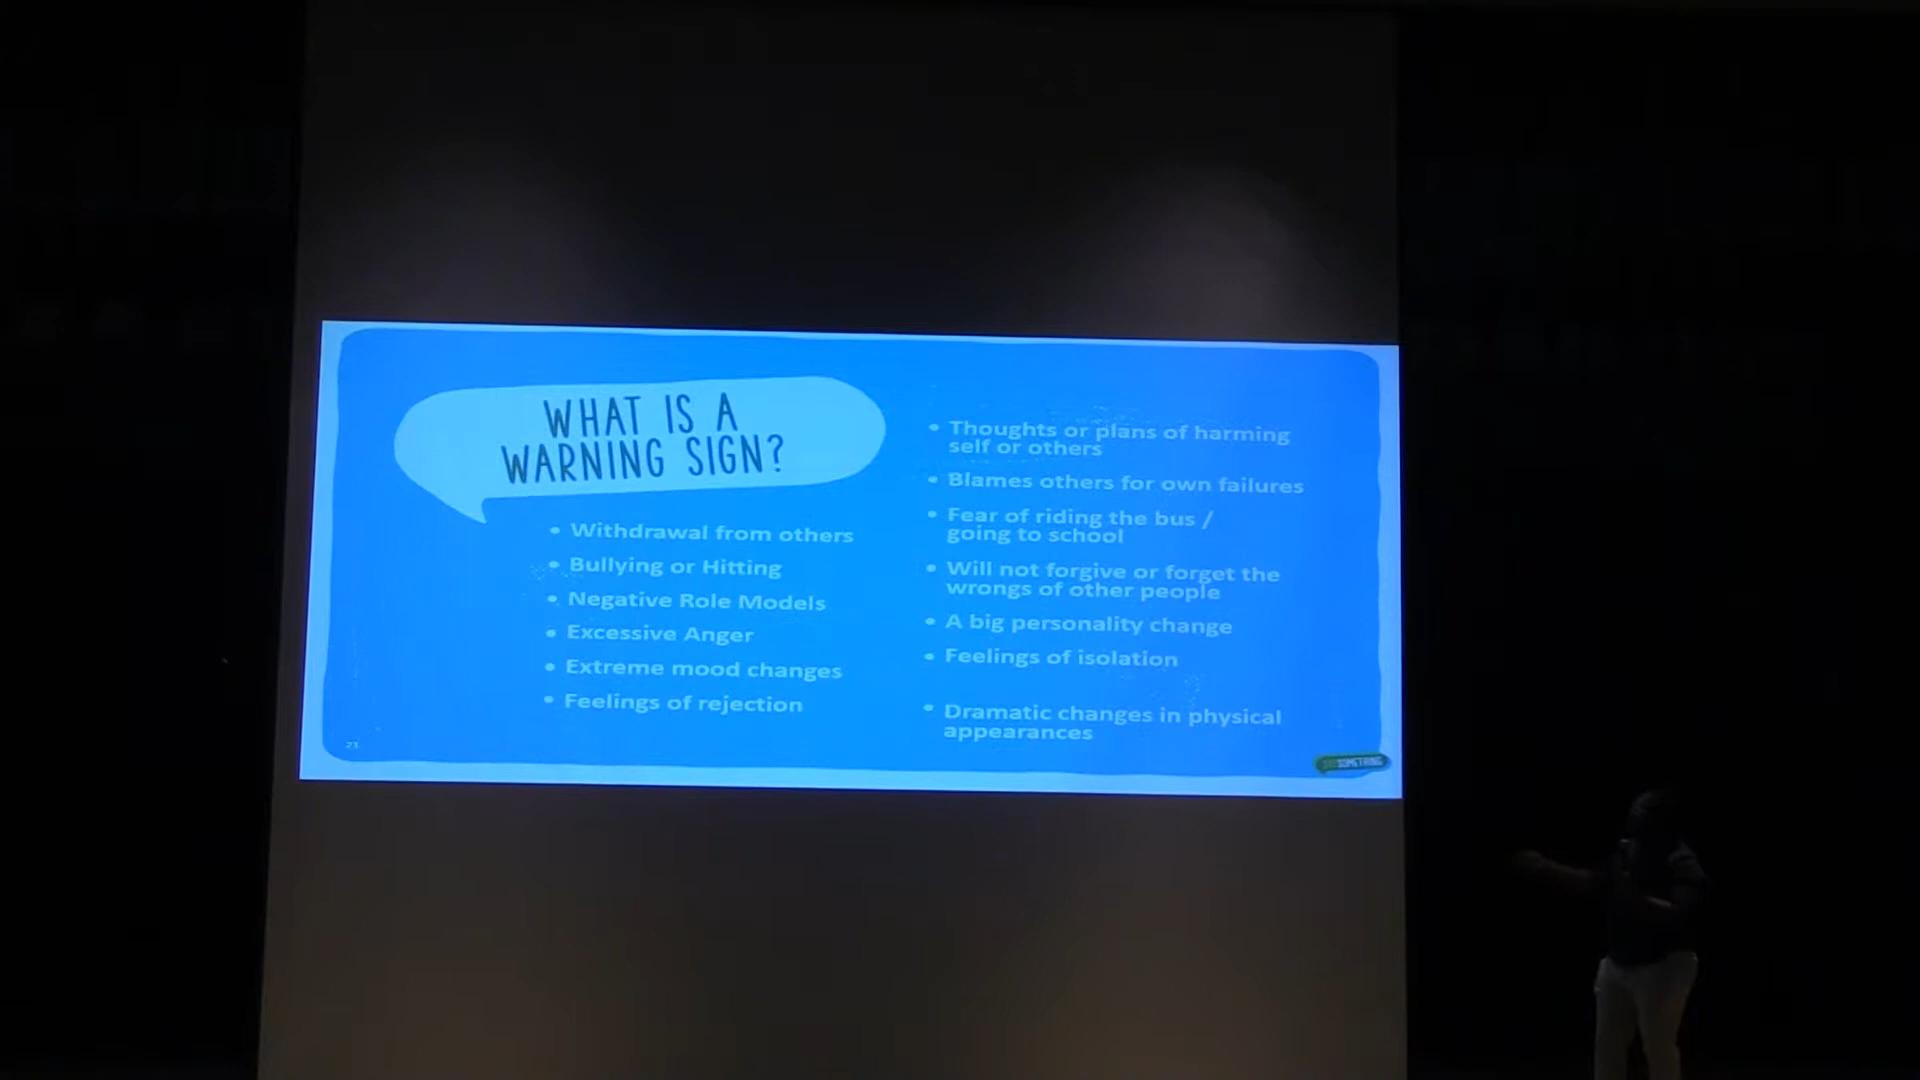 WHAT IS A
WARNING SIGN?
• Withdrawal from others
• Bullying or Hitting
• Negative Role Models
• Excessive Anger
• Extreme mood changes
• Feelings of rejection
• Thoughts or plans of harming
self or others
• Blames others for own failures
• Fear of riding the bus /
going to school
• Will not forgive or forget the
wrongs of other people
• A big personality change
• Feelings of isolation
• Dramatic changes in physical
appearances
23
SOMETHING